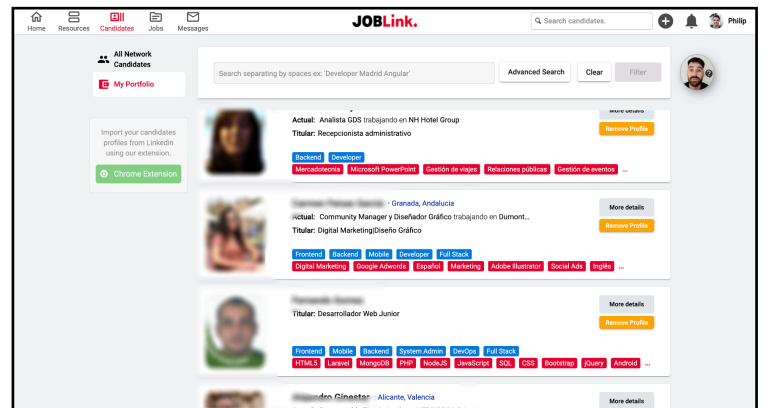 JOBLink.
Search candidates.
Philip
Home Resources Candidates Jobs Messages
All Network
Candidates
My Portfolio
Search separating by spaces ex: 'Developer Madrid Angular'
Advanced Search
Clear
Filter
Import your candidates
profiles from Linkedin
using our extension.
Chrome Extension
More details
Actual: Analista GDS trabajando en NH Hotel Group
Remove Profile
Titular: Recepcionista administrativo
Backend Developer
Mercadotecnia Microsoft PowerPoint Gestión de viajes Relaciones públicas Gestión de eventos ...
- Granada, Andalucia
More details
Actual: Community Manager y Diseñador Gráfico trabajando en Dumont...
Remove Profile
Titular: Digital Marketing|Diseño Gráfico
Frontend Backend Mobile Developer Full Stack
Digital Marketing Google Adwords Español Marketing Adobe Illustrator Social Ads Inglés ...
More details
Titular: Desarrollador Web Junior
Remove Profile
Frontend Mobile Backend System Admin DevOps Full Stack
HTML5 Laravel MongoDB PHP NodeJS JavaScript SQL CSS Bootstrap jQuery Android ...
Ginestar - Alicante, Valencia
More details